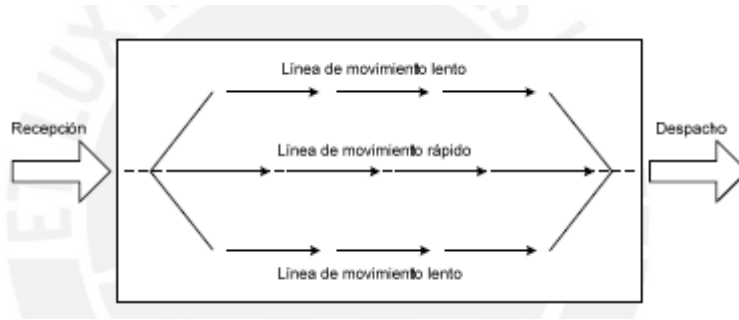 Línea de movimiento lento
Recepción
Línea de movimiento rápido
Despacho
Línea de movimiento lento